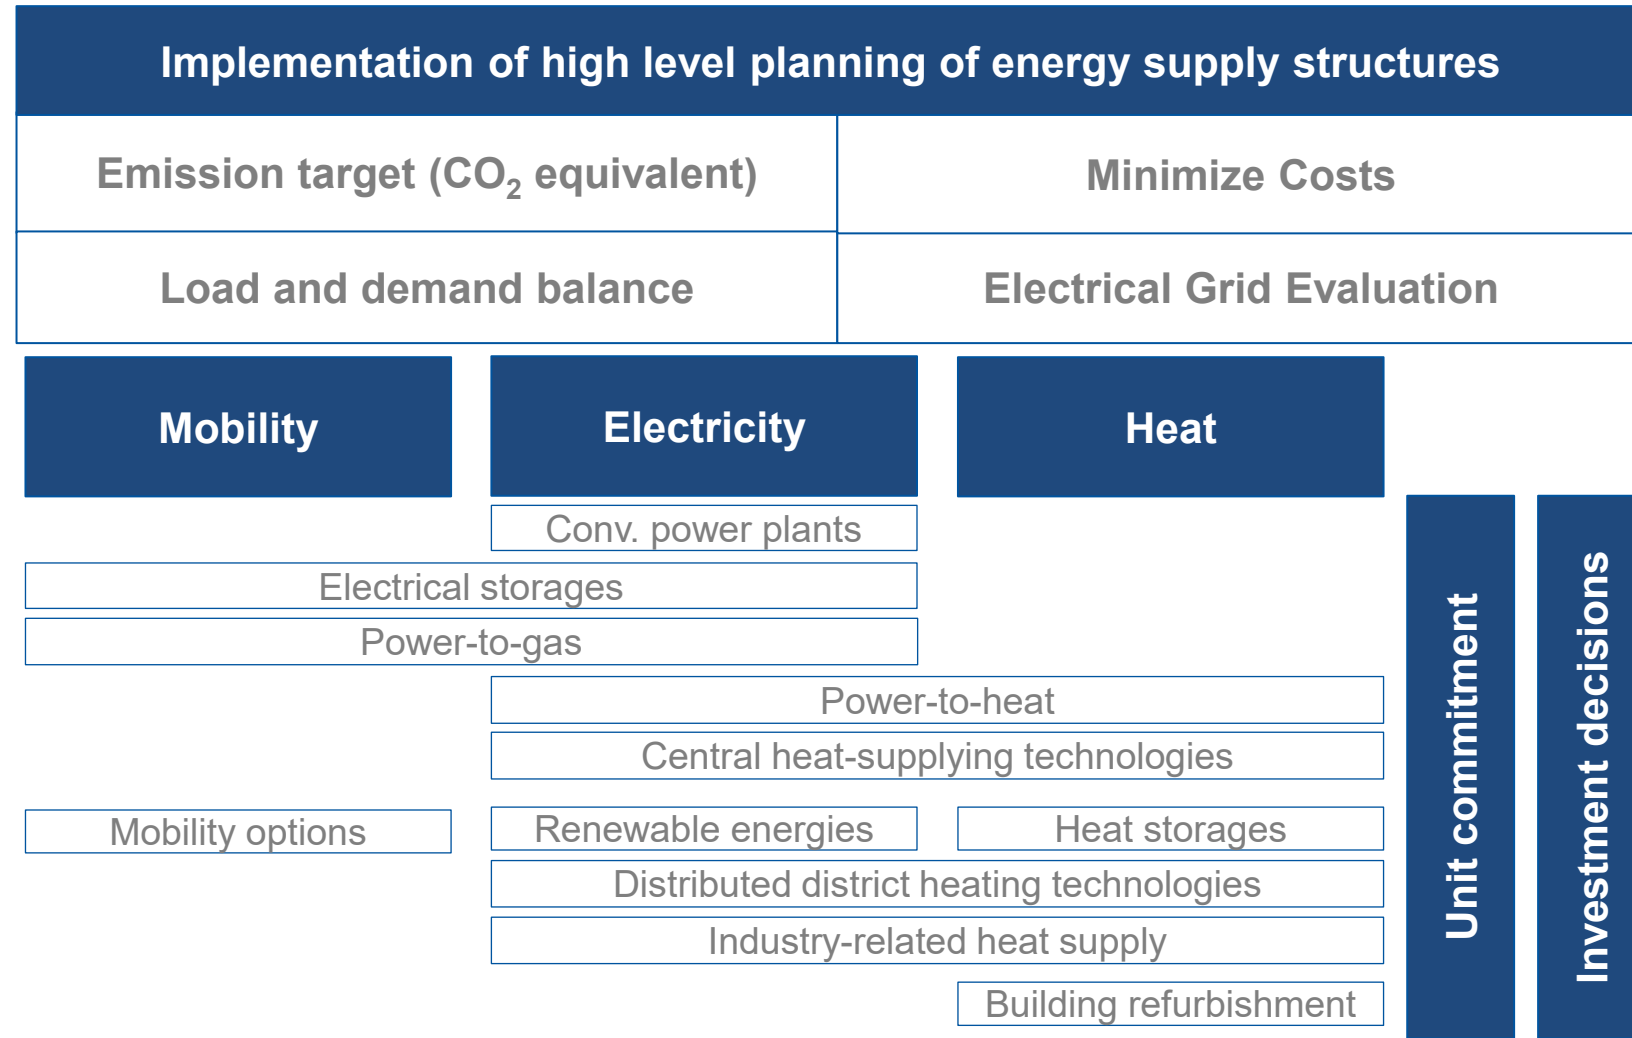 Implementation of high level planning of energy supply structures
Emission target (CO₂ equivalent)
Minimize Costs
Load and demand balance
Electrical Grid Evaluation
Mobility
Electricity
Heat
Conv. power plants
Electrical storages
Power-to-gas
Power-to-heat
Central heat-supplying technologies
Mobility options
Renewable energies
Heat storages
Distributed district heating technologies
Industry-related heat supply
Building refurbishment
Unit commitment
Investment decisions